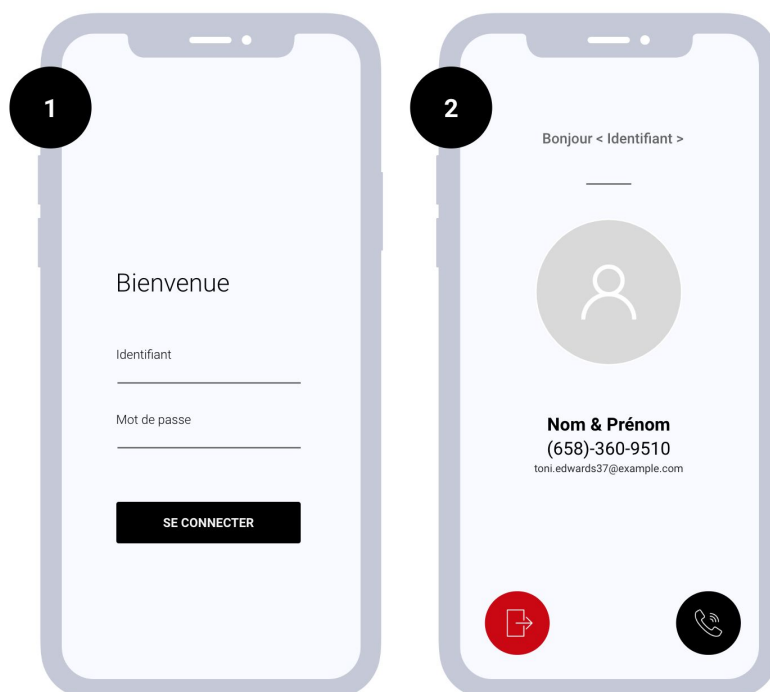 1
Bienvenue
Identifiant
Mot de passe
SE CONNECTER
2
Bonjour < Identifiant >
Nom & Prénom
(658)-360-9510
toni.edwards37@example.com